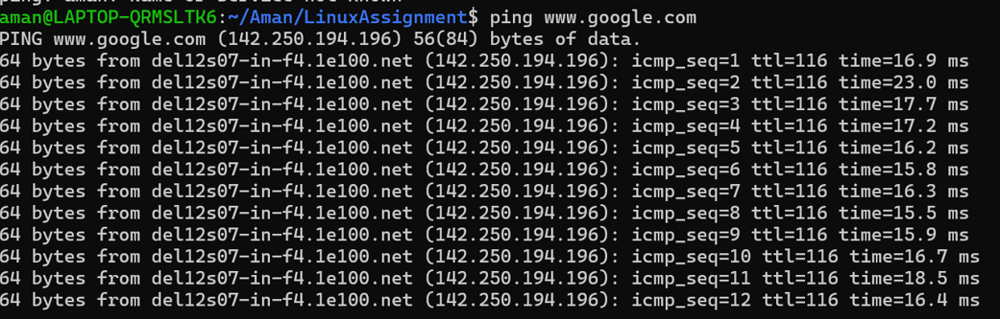 ping: aman: Name or service not known
aman@LAPTOP-QRMSLTK6:~/Aman/LinuxAssignment$ ping www.google.com
PING www.google.com (142.250.194.196) 56(84) bytes of data.
64 bytes from del12s07-in-f4.1e100.net (142.250.194.196): icmp_seq=1 ttl=116 time=16.9 ms
64 bytes from del12s07-in-f4.1e100.net (142.250.194.196): icmp_seq=2 ttl=116 time=23.0 ms
64 bytes from del12s07-in-f4.1e100.net (142.250.194.196): icmp_seq=3 ttl=116 time=17.7 ms
64 bytes from del12s07-in-f4.1e100.net (142.250.194.196): icmp_seq=4 ttl=116 time=17.2 ms
64 bytes from del12s07-in-f4.1e100.net (142.250.194.196): icmp_seq=5 ttl=116 time=16.2 ms
64 bytes from del12s07-in-f4.1e100.net (142.250.194.196): icmp_seq=6 ttl=116 time=15.8 ms
64 bytes from del12s07-in-f4.1e100.net (142.250.194.196): icmp_seq=7 ttl=116 time=16.3 ms
64 bytes from del12s07-in-f4.1e100.net (142.250.194.196): icmp_seq=8 ttl=116 time=15.5 ms
64 bytes from del12s07-in-f4.1e100.net (142.250.194.196): icmp_seq=9 ttl=116 time=15.9 ms
64 bytes from del12s07-in-f4.1e100.net (142.250.194.196): icmp_seq=10 ttl=116 time=16.7 ms
64 bytes from del12s07-in-f4.1e100.net (142.250.194.196): icmp_seq=11 ttl=116 time=18.5 ms
64 bytes from del12s07-in-f4.1e100.net (142.250.194.196): icmp_seq=12 ttl=116 time=16.4 ms